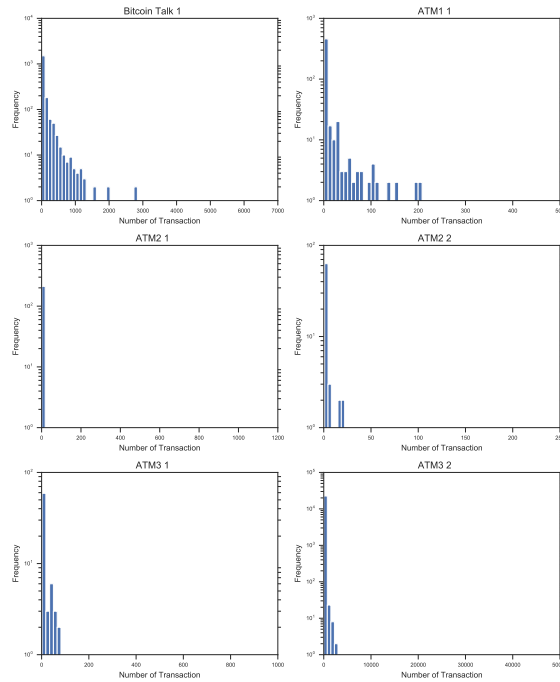 Bitcoin Talk 1
10⁴
10³
10²
10¹
10⁰
Frequency
0 1000 2000 3000 4000 5000 6000 7000
Number of Transaction
ATM1 1
10³
10²
10¹
10⁰
Frequency
0 100 200 300 400 500
Number of Transaction
ATM2 1
10³
10²
10¹
10⁰
Frequency
0 200 400 600 800 1000 1200
Number of Transaction
ATM2 2
10²
10¹
10⁰
Frequency
0 50 100 150 200 250
Number of Transaction
ATM3 1
10²
10¹
10⁰
Frequency
0 200 400 600 800 1000
Number of Transaction
ATM3 2
10⁵
10⁴
10³
10²
10¹
10⁰
Frequency
0 10000 20000 30000 40000
Number of Transaction